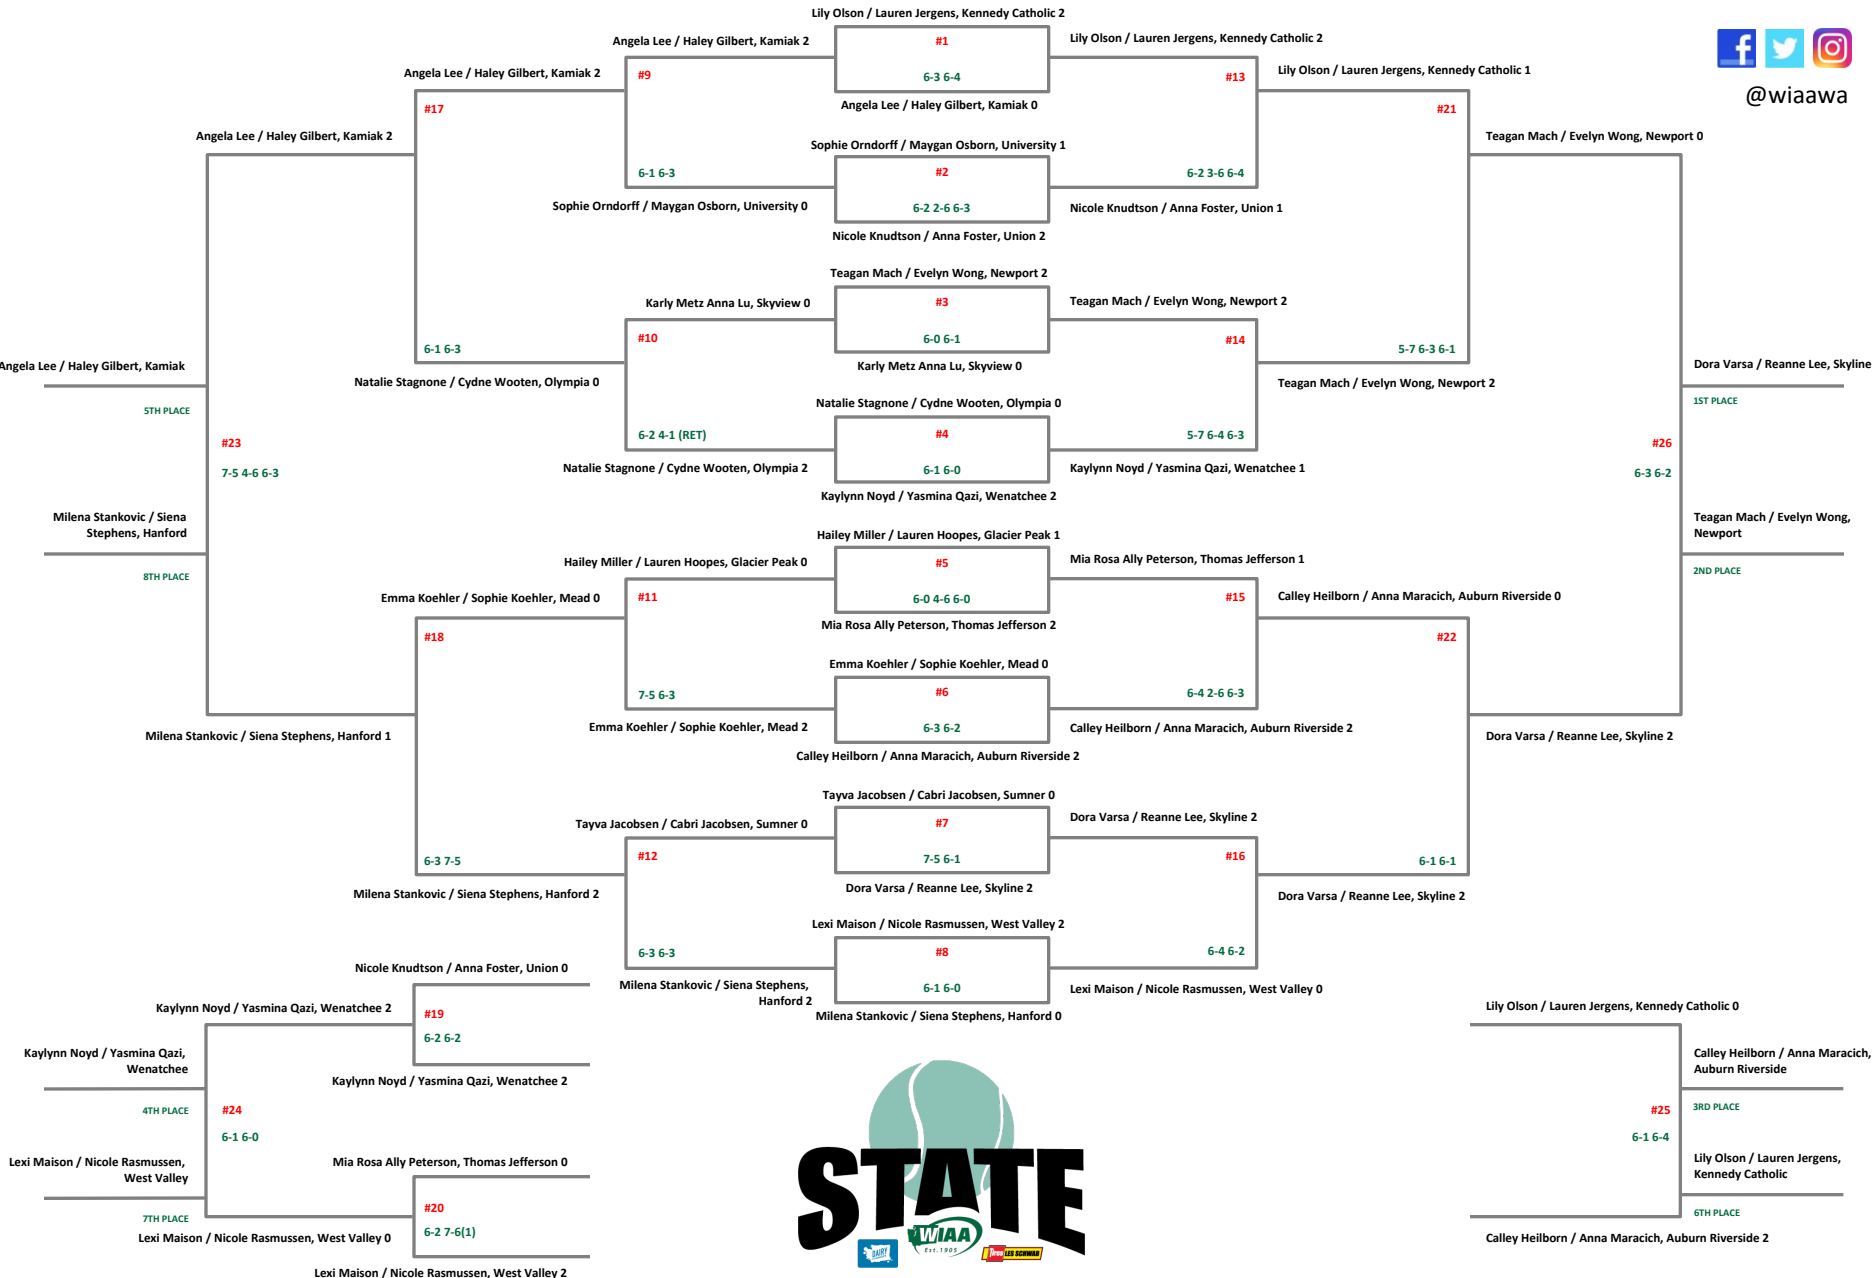 Lily Olson / Lauren Jergens, Kennedy Catholic 2
#1
6-3 6-4
Angela Lee / Haley Gilbert, Kamiak 0
Sophie Orndorff / Maygan Osborn, University 1
#2
6-2 2-6 6-3
Nicole Knudtson / Anna Foster, Union 2
Teagan Mach / Evelyn Wong, Newport 2
#3
6-0 6-1
Karly Metz Anna Lu, Skyview 0
Natalie Stagnone / Cydne Wooten, Olympia 0
#4
6-1 6-0
Kaylynn Noyd / Yasmina Qazi, Wenatchee 2
Hailey Miller / Lauren Hoopes, Glacier Peak 1
#5
6-0 4-6 6-0
Mia Rosa Ally Peterson, Thomas Jefferson 2
Emma Koehler / Sophie Koehler, Mead 0
#6
6-3 6-2
Calley Heilborn / Anna Maracich, Auburn Riverside 2
Tayva Jacobsen / Cabri Jacobsen, Sumner 0
#7
7-5 6-1
Dora Varsa / Reanne Lee, Skyline 2
Lexi Maison / Nicole Rasmussen, West Valley 2
#8
6-1 6-0
Milena Stankovic / Siena Stephens, Hanford 0
Angela Lee / Haley Gilbert, Kamiak 2
#9
6-1 6-3
Sophie Orndorff / Maygan Osborn, University 0
Karly Metz Anna Lu, Skyview 0
#10
6-2 4-1 (RET)
Natalie Stagnone / Cydne Wooten, Olympia 2
Hailey Miller / Lauren Hoopes, Glacier Peak 0
#11
7-5 6-3
Emma Koehler / Sophie Koehler, Mead 2
Tayva Jacobsen / Cabri Jacobsen, Sumner 0
#12
6-3 6-3
Milena Stankovic / Siena Stephens,
Hanford 2
Lily Olson / Lauren Jergens, Kennedy Catholic 2
#13
6-2 3-6 6-4
Nicole Knudtson / Anna Foster, Union 1
Teagan Mach / Evelyn Wong, Newport 2
#14
5-7 6-4 6-3
Kaylynn Noyd / Yasmina Qazi, Wenatchee 1
Mia Rosa Ally Peterson, Thomas Jefferson 1
#15
6-4 2-6 6-3
Calley Heilborn / Anna Maracich, Auburn Riverside 2
Dora Varsa / Reanne Lee, Skyline 2
#16
6-4 6-2
Lexi Maison / Nicole Rasmussen, West Valley 0
Angela Lee / Haley Gilbert, Kamiak 2
#17
6-1 6-3
Natalie Stagnone / Cydne Wooten, Olympia 0
Emma Koehler / Sophie Koehler, Mead 0
#18
6-3 7-5
Milena Stankovic / Siena Stephens, Hanford 2
Nicole Knudtson / Anna Foster, Union 0
#19
6-2 6-2
Kaylynn Noyd / Yasmina Qazi, Wenatchee 2
Mia Rosa Ally Peterson, Thomas Jefferson 0
#20
6-2 7-6(1)
Lexi Maison / Nicole Rasmussen, West Valley 2
Lily Olson / Lauren Jergens, Kennedy Catholic 1
#21
5-7 6-3 6-1
Teagan Mach / Evelyn Wong, Newport 2
Calley Heilborn / Anna Maracich, Auburn Riverside 0
#22
6-1 6-1
Dora Varsa / Reanne Lee, Skyline 2
Angela Lee / Haley Gilbert, Kamiak 2
#23
7-5 4-6 6-3
Milena Stankovic / Siena Stephens, Hanford 1
Angela Lee / Haley Gilbert, Kamiak
5TH PLACE
Milena Stankovic / Siena
Stephens, Hanford
8TH PLACE
Kaylynn Noyd / Yasmina Qazi, Wenatchee 2
#24
6-1 6-0
Lexi Maison / Nicole Rasmussen, West Valley 0
Kaylynn Noyd / Yasmina Qazi,
Wenatchee
4TH PLACE
Lexi Maison / Nicole Rasmussen,
West Valley
7TH PLACE
Lily Olson / Lauren Jergens, Kennedy Catholic 0
#25
6-1 6-4
Calley Heilborn / Anna Maracich, Auburn Riverside 2
Calley Heilborn / Anna Maracich,
Auburn Riverside
3RD PLACE
Lily Olson / Lauren Jergens,
Kennedy Catholic
6TH PLACE
Teagan Mach / Evelyn Wong, Newport 0
#26
6-3 6-2
Dora Varsa / Reanne Lee, Skyline 2
Dora Varsa / Reanne Lee, Skyline
1ST PLACE
Teagan Mach / Evelyn Wong,
Newport
2ND PLACE
@wiaawa
STATE
WIAA
Est. 1905
DAIRY
Tires LES SCHWAB